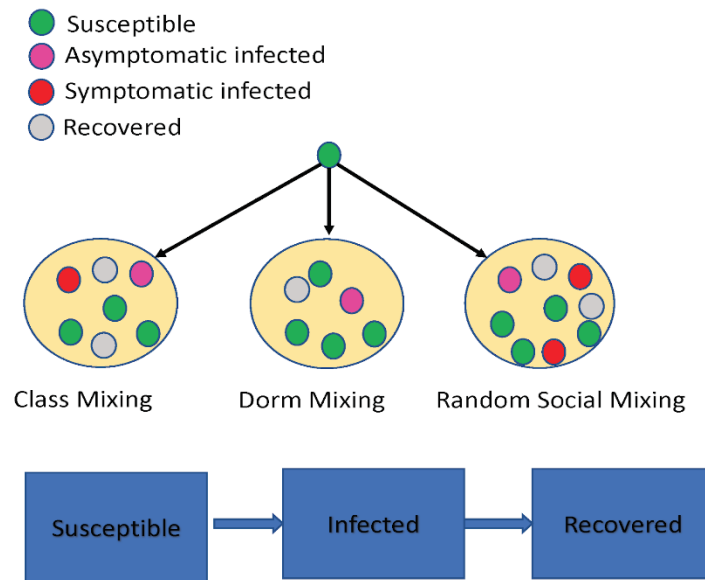 Susceptible
Asymptomatic infected
Symptomatic infected
Recovered
Class Mixing
Dorm Mixing
Random Social Mixing
Susceptible
Infected
Recovered